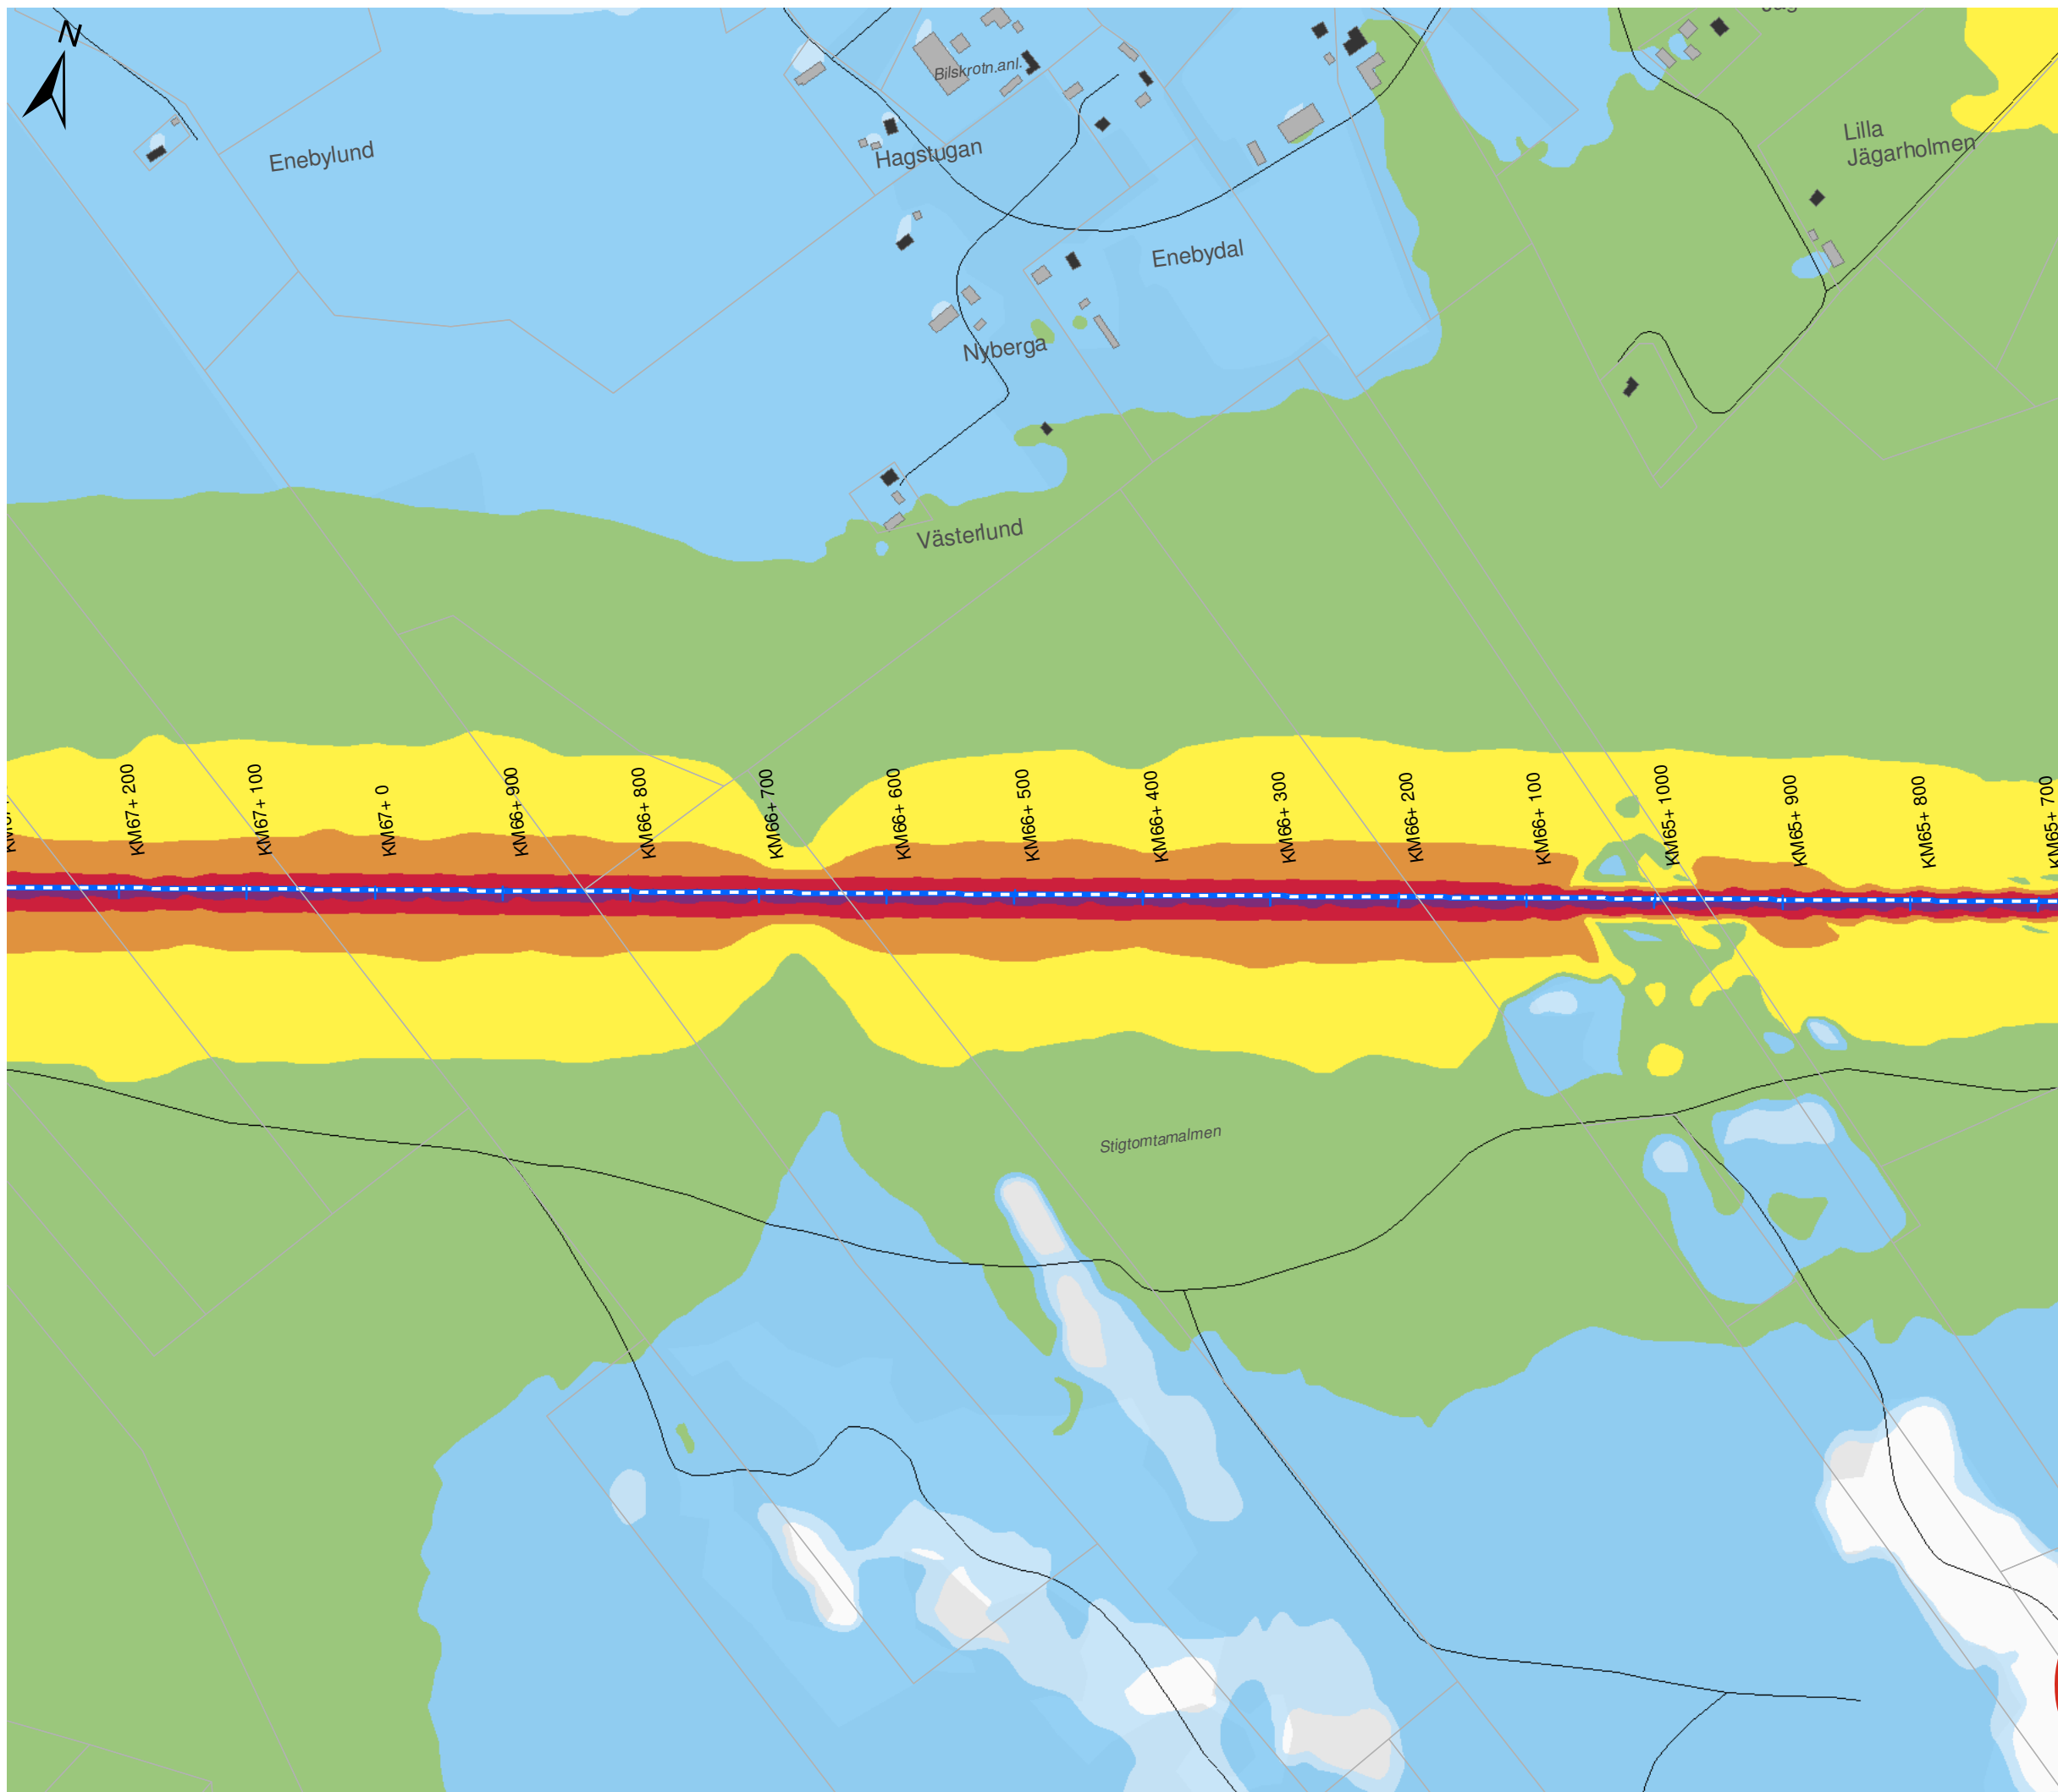 N
Bilskrotn.anl.
Enebylund
Hagstugan
Lilla
Jägarholmen
Enebydal
Nyberga
Västerlund
KM67+ 200
KM67+ 100
KM67+ 0
KM66+ 900
KM66+ 800
KM66+ 700
KM66+ 600
KM66+ 500
KM66+ 400
KM66+ 300
KM66+ 200
KM66+ 100
KM65+ 1000
KM65+ 900
KM65+ 800
KM65+ 700
Stigtomtamalmen